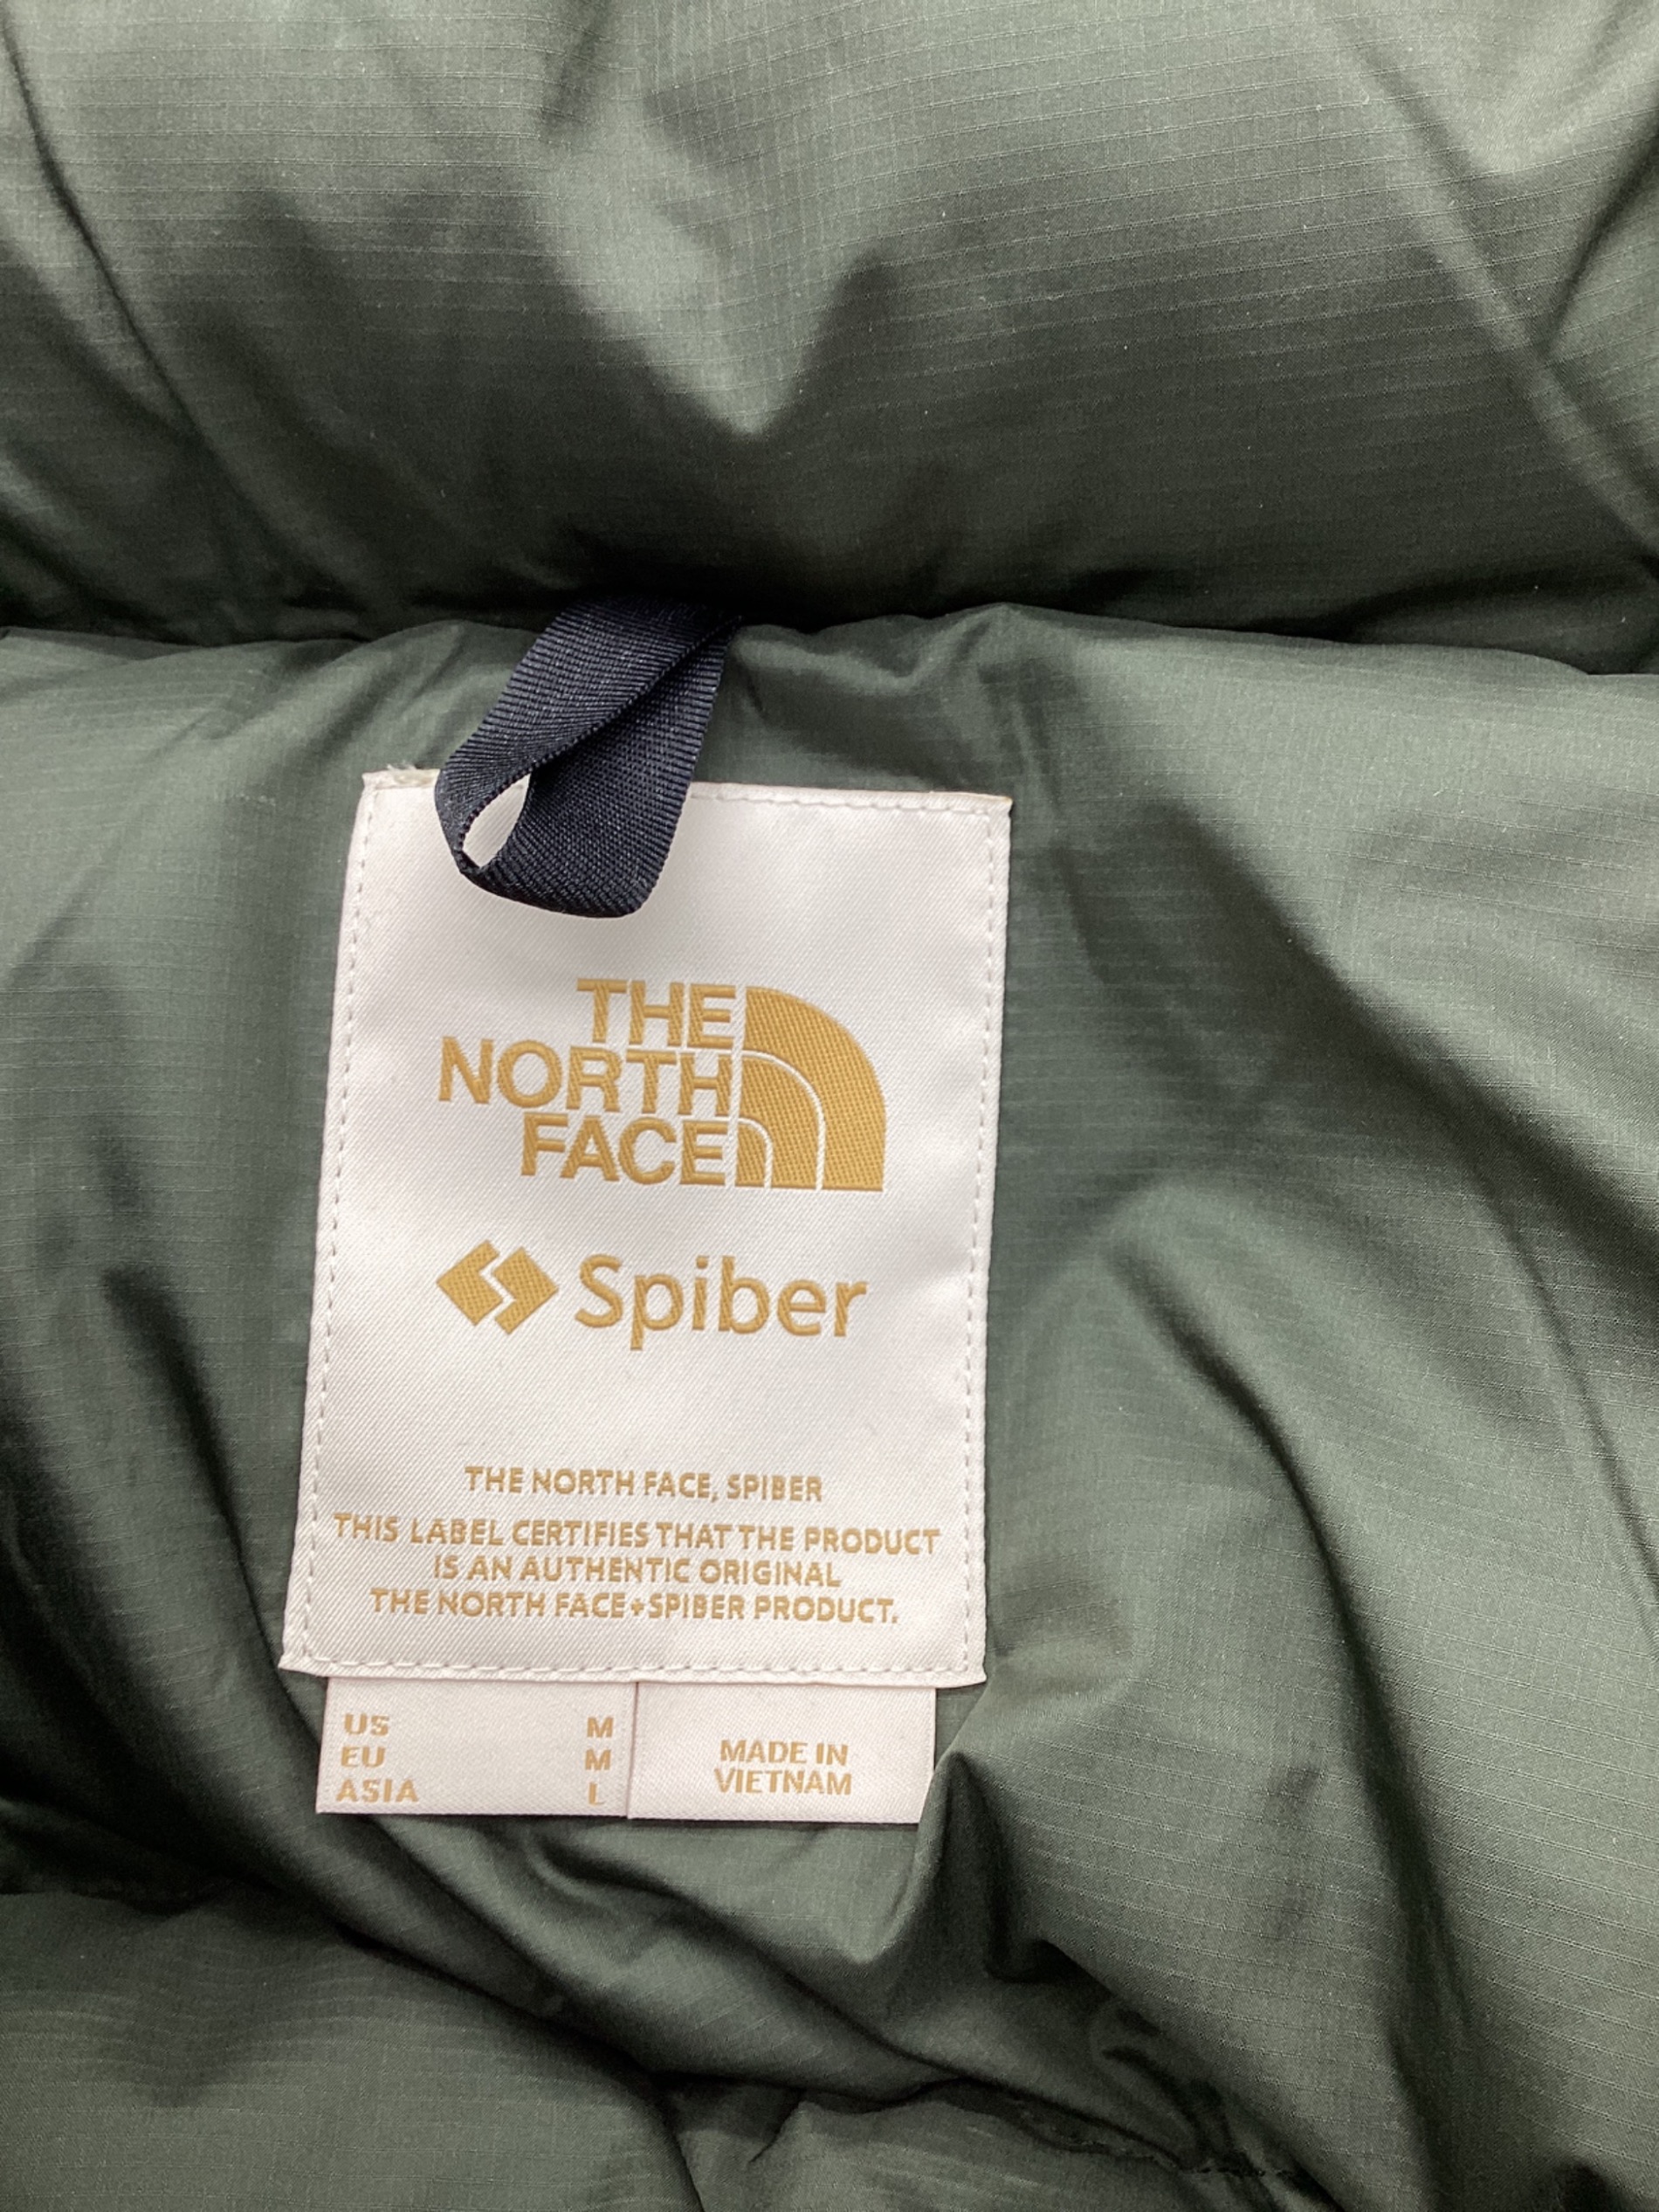 THE
NORTH
FACE
Spiber
THE NORTH FACE, SPIBER
THIS LABEL CERTIFIES THAT THE PRODUCT
IS AN AUTHENTIC ORIGINAL
THE NORTH FACE+SPIBER PRODUCT.
US M
EU M
ASIA L
MADE IN
VIETNAM